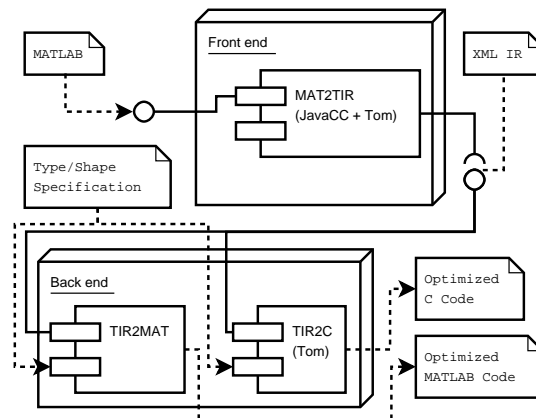 MATLAB
Front end
XML IR
MAT2TIR
(JavaCC + Tom)
Type/Shape
Specification
Back end
TIR2MAT
TIR2C
(Tom)
Optimized
C Code
Optimized
MATLAB Code